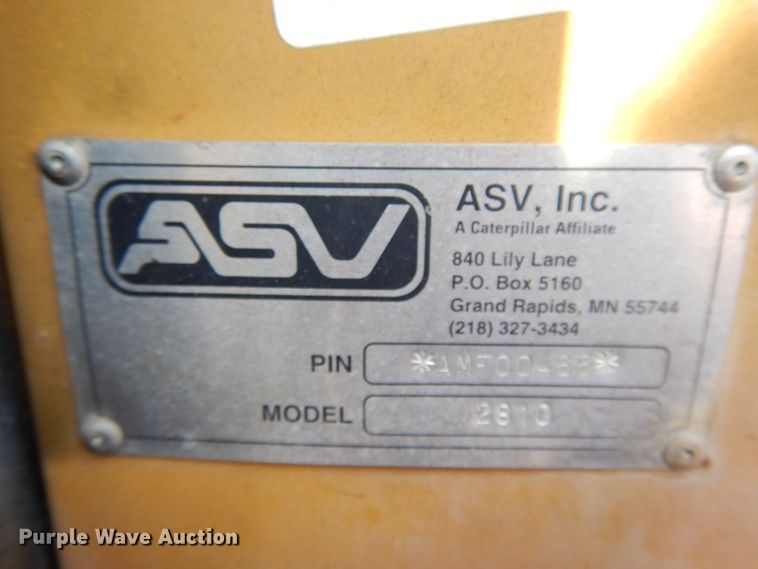 ASV
ASV, Inc.
A Caterpillar Affiliate
840 Lily Lane
P.O. Box 5160
Grand Rapids, MN 55744
(218) 327-3434
PIN
MODEL 2810
Purple Wave Auction